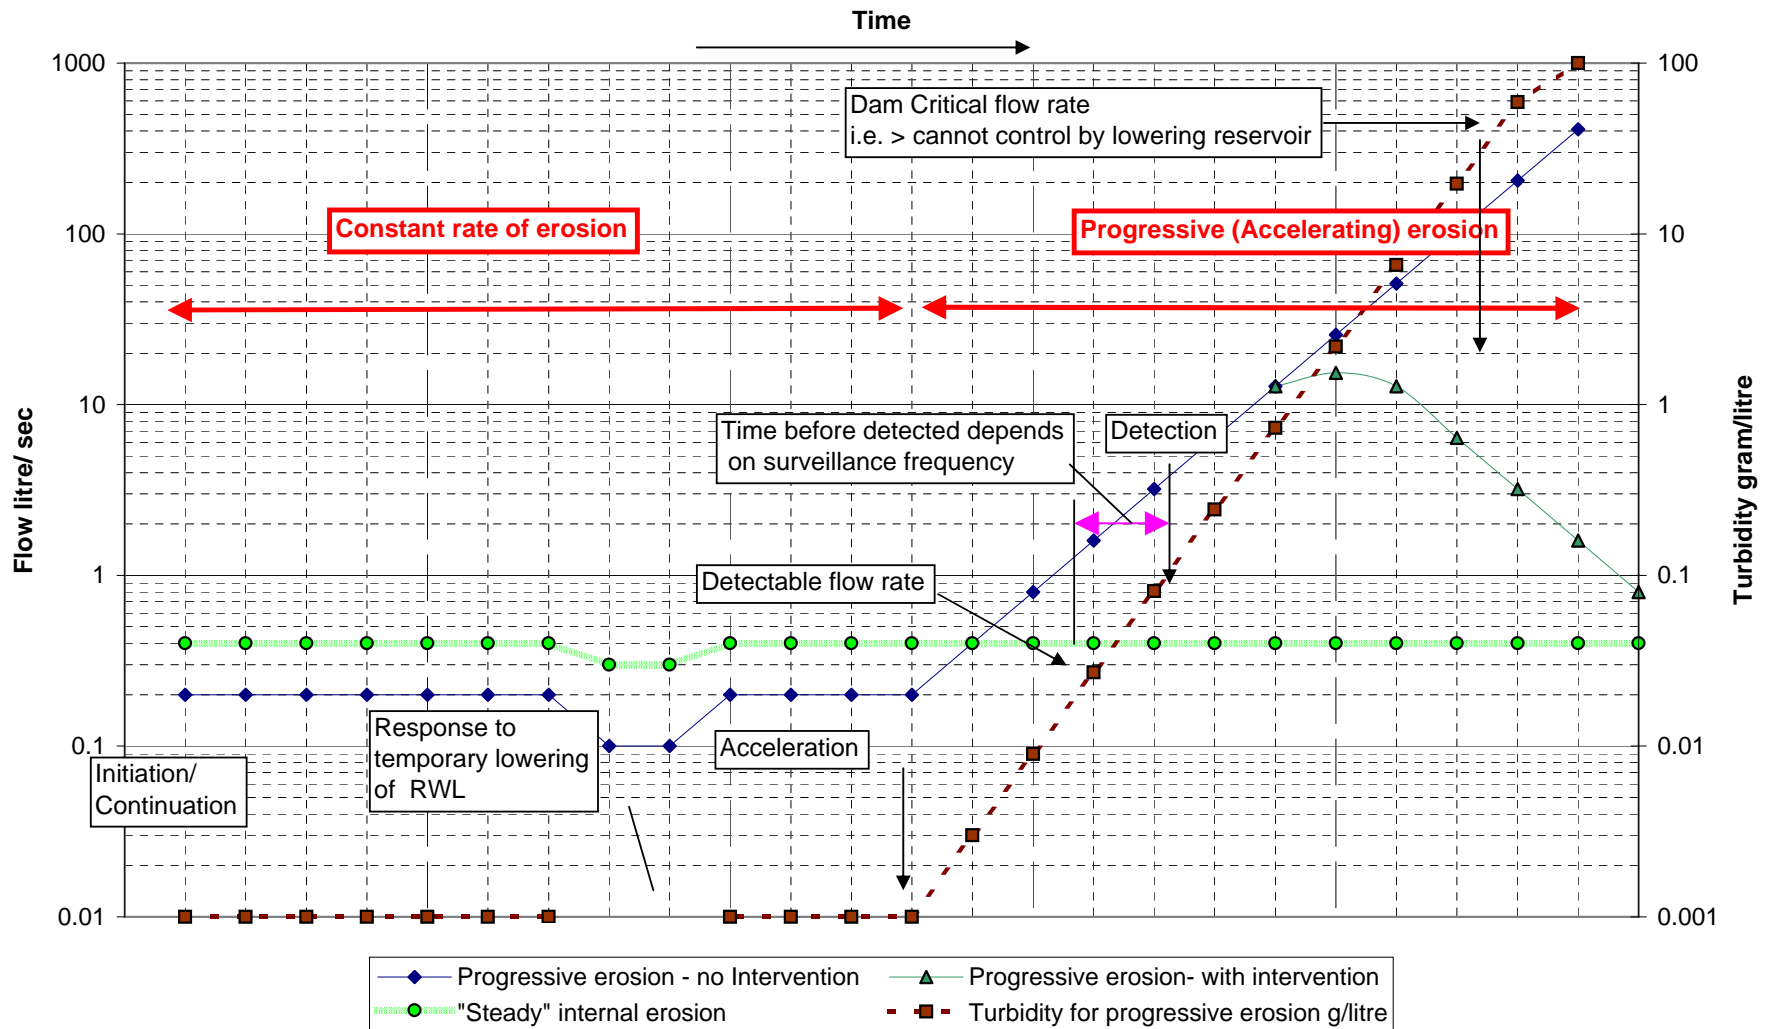 Time
1000
100
10
1
0.1
0.01
Flow litre/ sec
100
10
1
0.1
0.01
0.001
Turbidity gram/litre
Dam Critical flow rate
i.e. > cannot control by lowering reservoir
Constant rate of erosion
Progressive (Accelerating) erosion
Time before detected depends
on surveillance frequency
Detection
Detectable flow rate
Response to
temporary lowering
of RWL
Acceleration
Initiation/
Continuation
Progressive erosion - no Intervention
Progressive erosion- with intervention
"Steady" internal erosion
Turbidity for progressive erosion g/litre